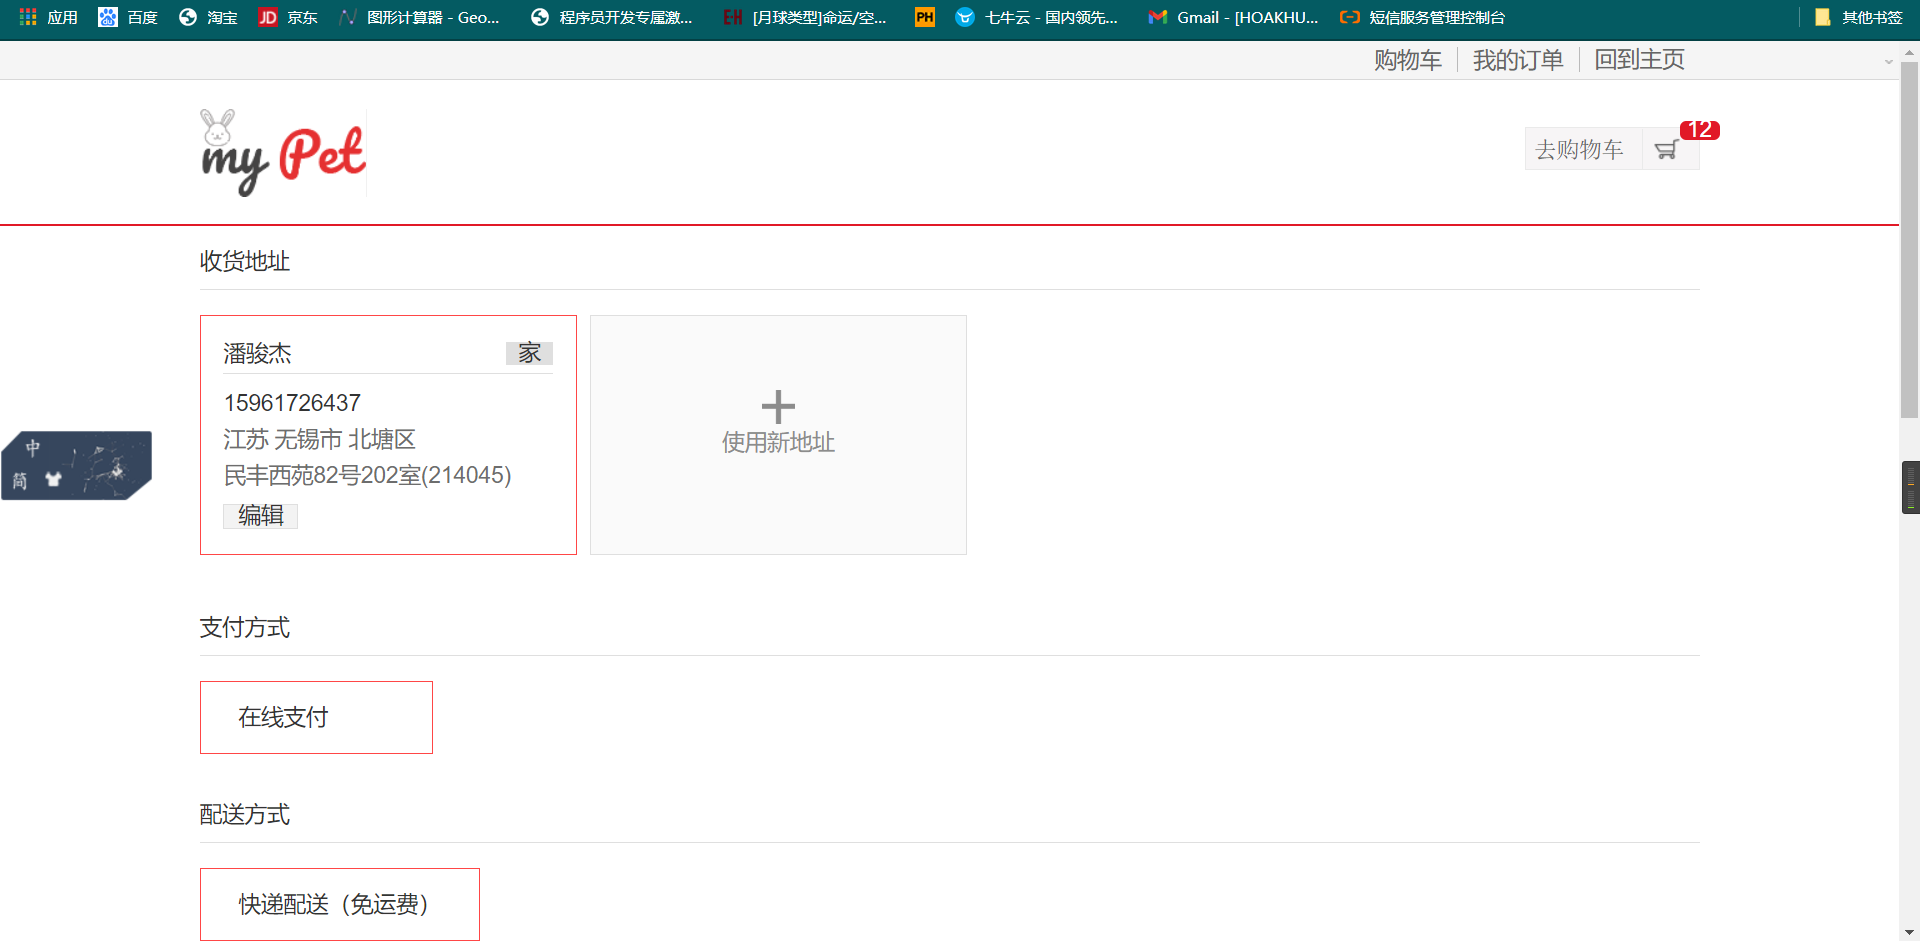 应用 百度 淘宝 JD 京东 图形计算器 - Geo... 程序员开发专属激... EH [月球类型]命运/空... PH 七牛云 - 国内领先... Gmail - [HOAKHU... 短信服务管理控制台 其他书签
购物车 我的订单 回到主页
my Pet
去购物车 12
收货地址
潘骏杰 家
15961726437
江苏 无锡市 北塘区
民丰西苑82号202室(214045)
编辑
使用新地址
中
简
支付方式
在线支付
配送方式
快递配送（免运费）